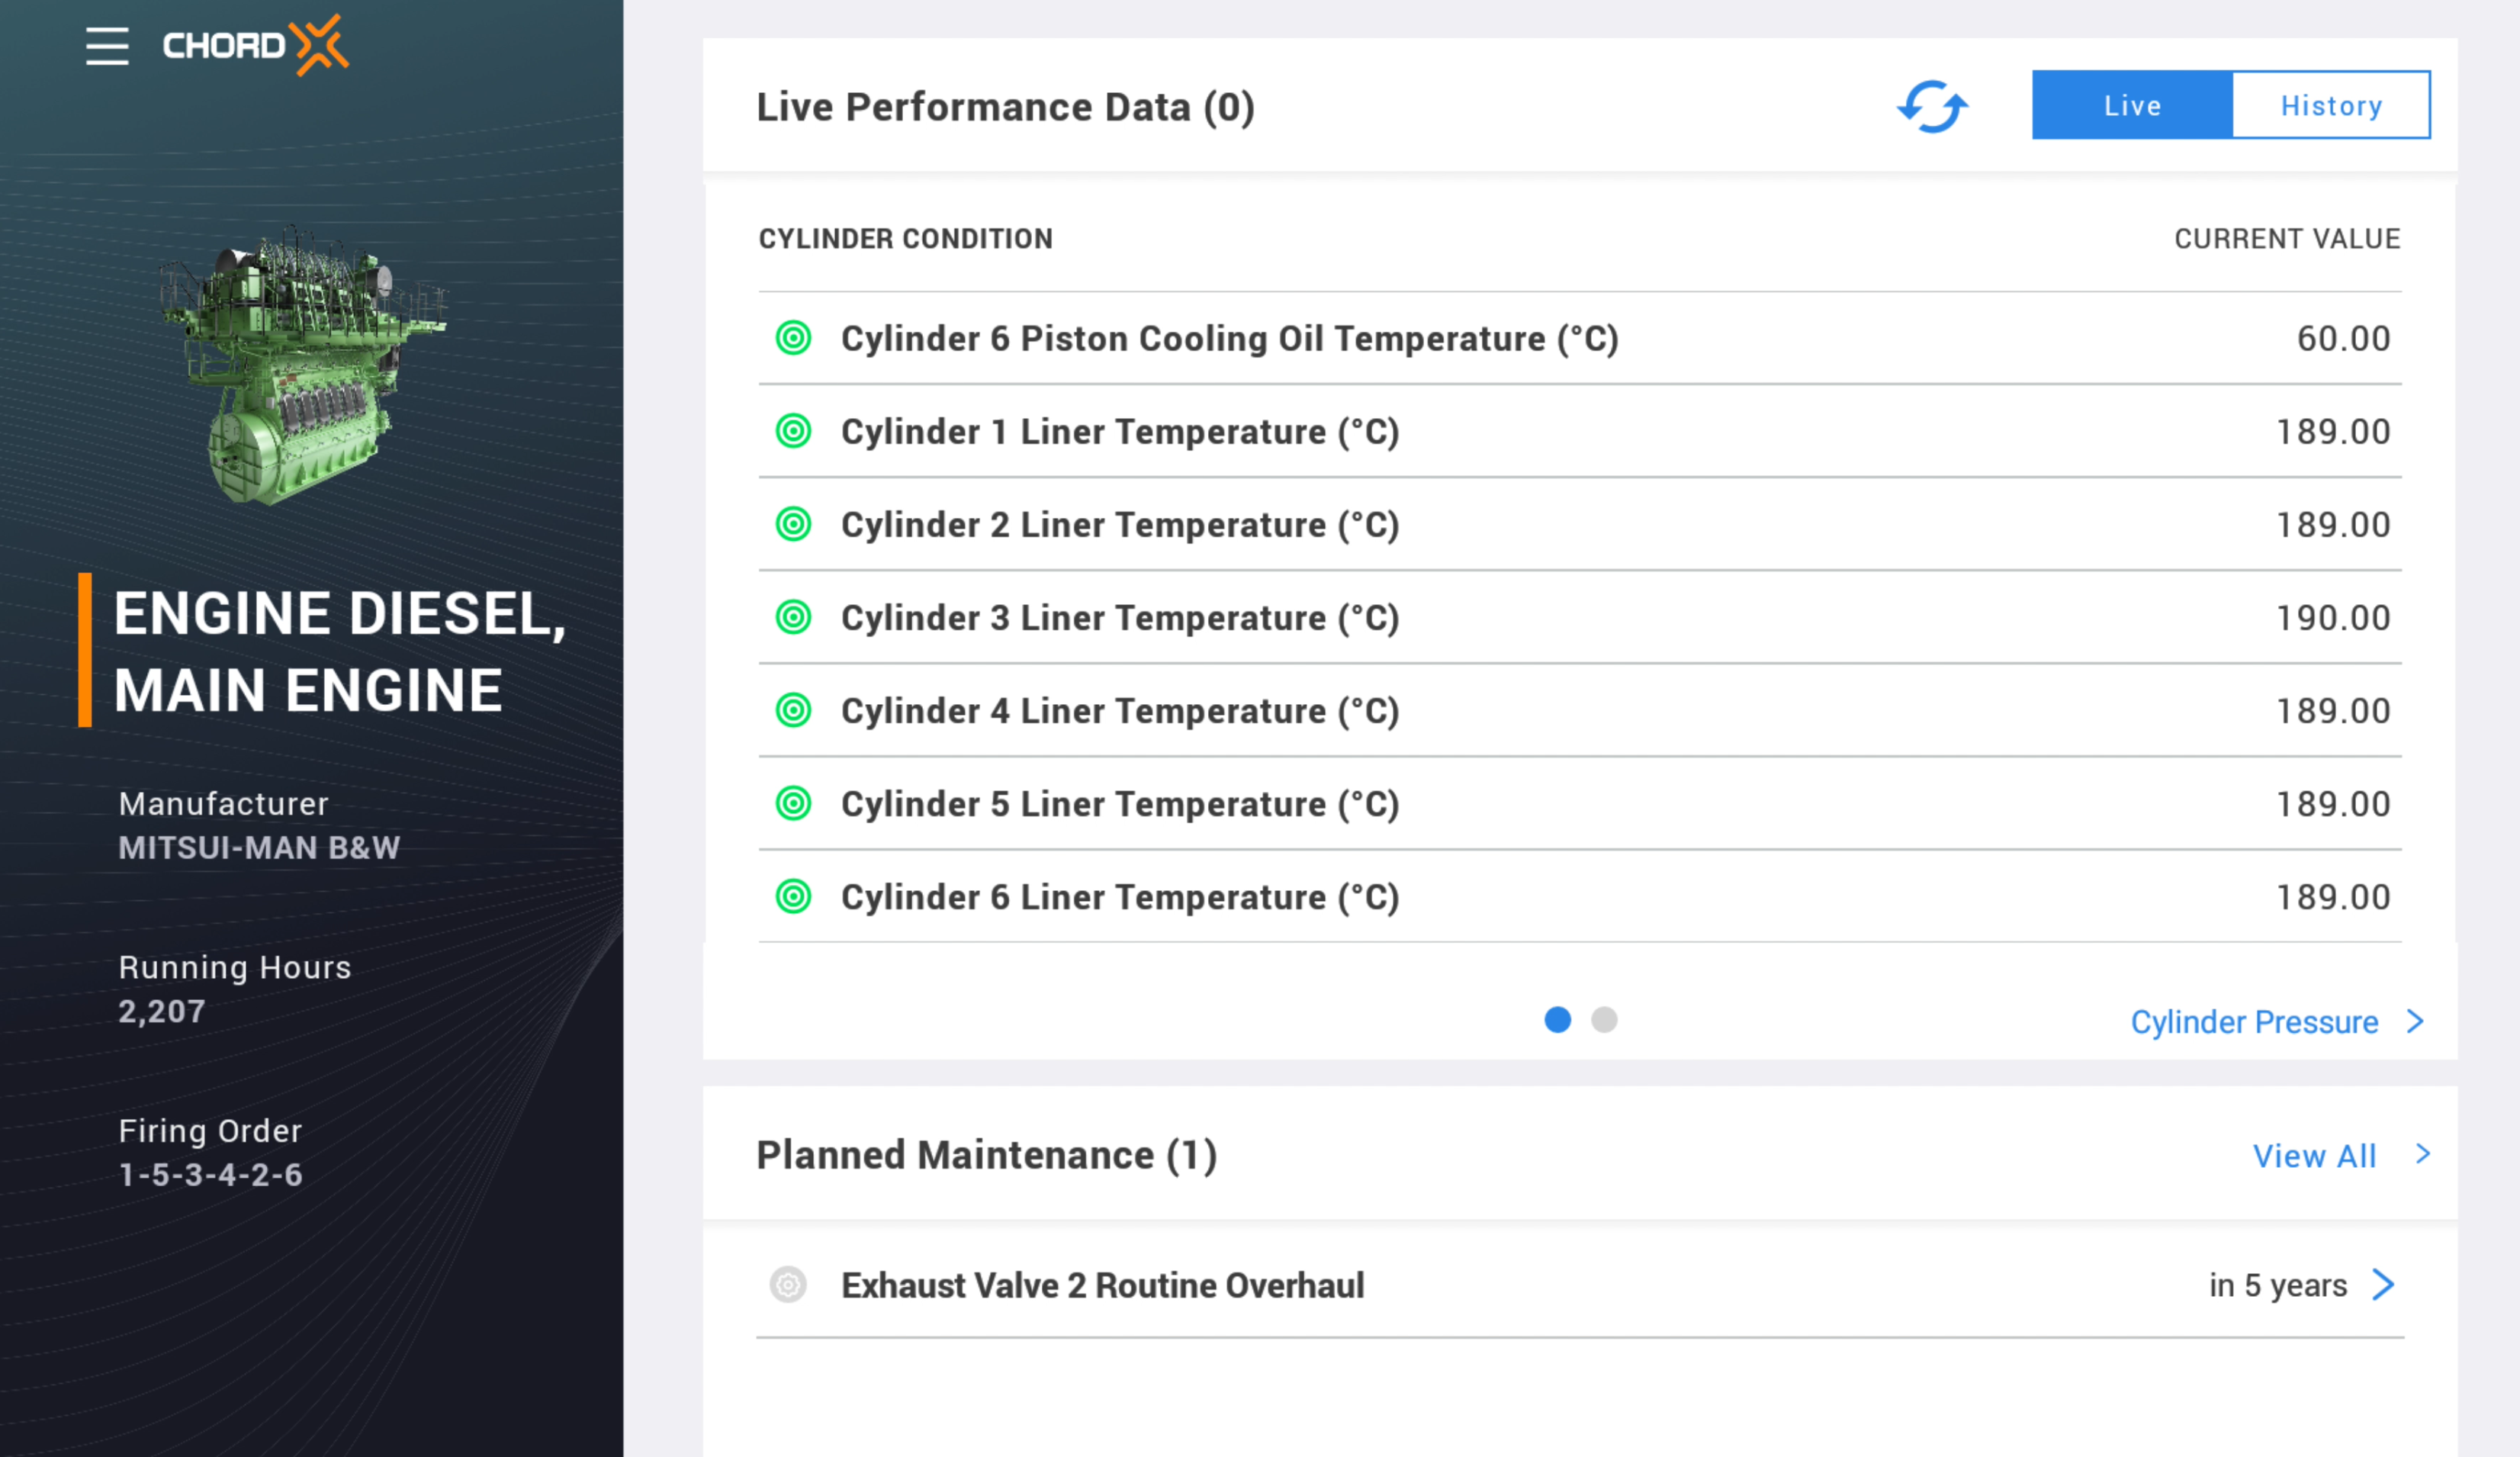 CHORDX
ENGINE DIESEL,
MAIN ENGINE
Manufacturer
MITSUI-MAN B&W
Running Hours
2,207
Firing Order
1-5-3-4-2-6
Live Performance Data (0)
Live
History
CYLINDER CONDITION CURRENT VALUE
Cylinder 6 Piston Cooling Oil Temperature (°C) 60.00
Cylinder 1 Liner Temperature (°C) 189.00
Cylinder 2 Liner Temperature (°C) 189.00
Cylinder 3 Liner Temperature (°C) 190.00
Cylinder 4 Liner Temperature (°C) 189.00
Cylinder 5 Liner Temperature (°C) 189.00
Cylinder 6 Liner Temperature (°C) 189.00
Cylinder Pressure >
Planned Maintenance (1)
View All >
Exhaust Valve 2 Routine Overhaul in 5 years >